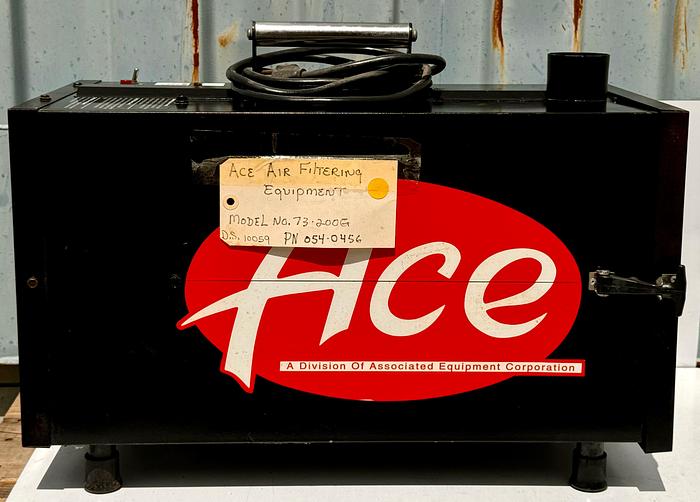 ACE AIR FILTERING
EQUIPMENT
MODEL NO. 73-200G
D.S. 10059 PN 054-0456
Ace
A Division Of Associated Equipment Corporation